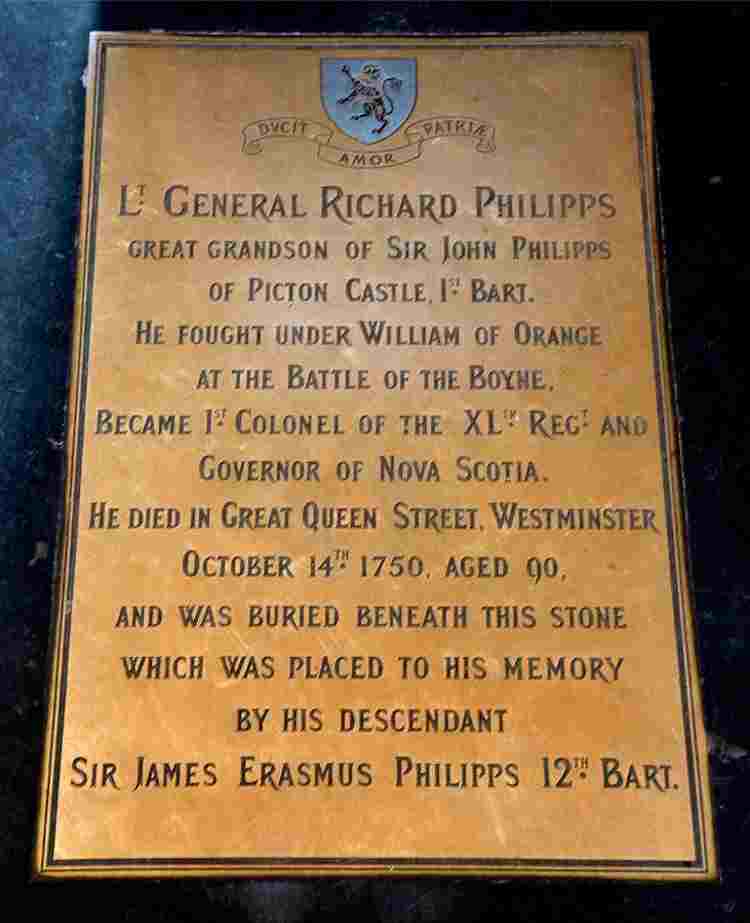 DVCIT AMOR PATRIÆ
LT. GENERAL RICHARD PHILIPPS
GREAT GRANDSON OF SIR JOHN PHILIPPS
OF PICTON CASTLE, 1ST. BART.
HE FOUGHT UNDER WILLIAM OF ORANGE
AT THE BATTLE OF THE BOYNE,
BECAME 1ST. COLONEL OF THE XLTH. REGT. AND
GOVERNOR OF NOVA SCOTIA.
HE DIED IN GREAT QUEEN STREET, WESTMINSTER
OCTOBER 14TH. 1750, AGED 90,
AND WAS BURIED BENEATH THIS STONE
WHICH WAS PLACED TO HIS MEMORY
BY HIS DESCENDANT
SIR JAMES ERASMUS PHILIPPS 12TH. BART.